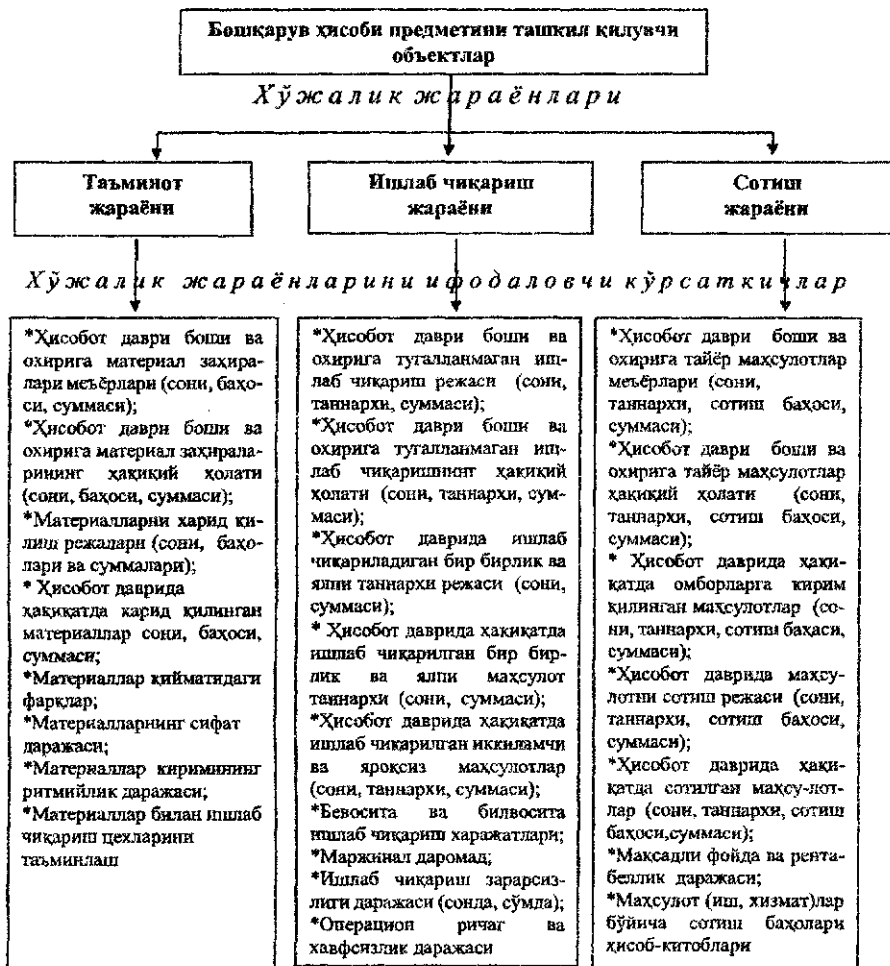 Бошқарув ҳисоби предметини ташкил қилувчи
объектлар
Хўжалик жараёнлари
Таъминот
жараёни
Ишлаб чиқариш
жараёни
Сотиш
жараёни
Хўжалик жараёнларини ифодаловчи кўрсаткичлар
*Ҳисобот даври боши ва
охирига материал заҳира-
лари меъёрлари (сони, баҳо-
си, суммаси);
*Ҳисобот даври боши ва
охирига материал заҳирала-
рининг ҳақиқий ҳолати
(сони, баҳоси, суммаси);
*Материалларни харид қи-
лиш режалари (сони, баҳо-
лари ва суммалари);
* Ҳисобот даврида
ҳақиқатда карид қилинган
материаллар сони, баҳоси,
суммаси;
*Материаллар қийматидаги
фарқлар;
*Материалларнинг сифат
даражаси;
*Материаллар киримининг
ритмийлик даражаси;
*Материаллар билан ишлаб
чиқариш цехларини
таъминлаш
*Ҳисобот даври боши ва
охирига тугалланмаган иш-
лаб чиқариш режаси (сони,
таннархи, суммаси);
*Ҳисобот даври боши ва
охирига тугалланмаган иш-
лаб чиқаришнинг ҳақиқий
ҳолати (сони, таннархи, сум-
маси);
*Ҳисобот даврида ишлаб
чиқариладиган бир бирлик ва
ялпи таннархи режаси (сони,
суммаси);
* Ҳисобот даврида ҳақиқатда
ишлаб чиқарилган бир бир-
лик ва ялпи маҳсулот
таннархи (сони, суммаси);
*Ҳисобот даврида ҳақиқатда
ишлаб чиқарилган иккиламчи
ва яроқсиз маҳсулотлар
(сони, таннархи, суммаси);
*Бевосита ва билвосита
ишлаб чиқариш харажатлари;
*Маржинал даромад;
*Ишлаб чиқариш зарарсиз-
лиги даражаси (сонда, сўмда);
*Операцион ричаг ва
хавфсизлик даражаси
*Ҳисобот даври боши ва
охирига тайёр маҳсулотлар
меъёрлари (сони,
таннархи, сотиш баҳоси,
суммаси);
*Ҳисобот даври боши ва
охирига тайёр маҳсулотлар
ҳақиқий ҳолати (сони,
таннархи, сотиш баҳоси,
суммаси);
* Ҳисобот даврида ҳақи-
қатда омборларга кирим
қилинган маҳсулотлар (со-
ни, таннархи, сотиш баҳаси,
суммаси);
*Ҳисобот даврида маҳсу-
лотни сотиш режаси (сони,
таннархи, сотиш баҳоси,
суммаси);
*Ҳисобот даврида ҳақи-
қатда сотилган маҳсу-лот-
лар (сони, таннархи, сотиш
баҳоси,суммаси);
*Мақсадли фойда ва рента-
беллик даражаси;
*Маҳсулот (иш, хизмат)лар
бўйича сотиш баҳолари
ҳисоб-китоблари